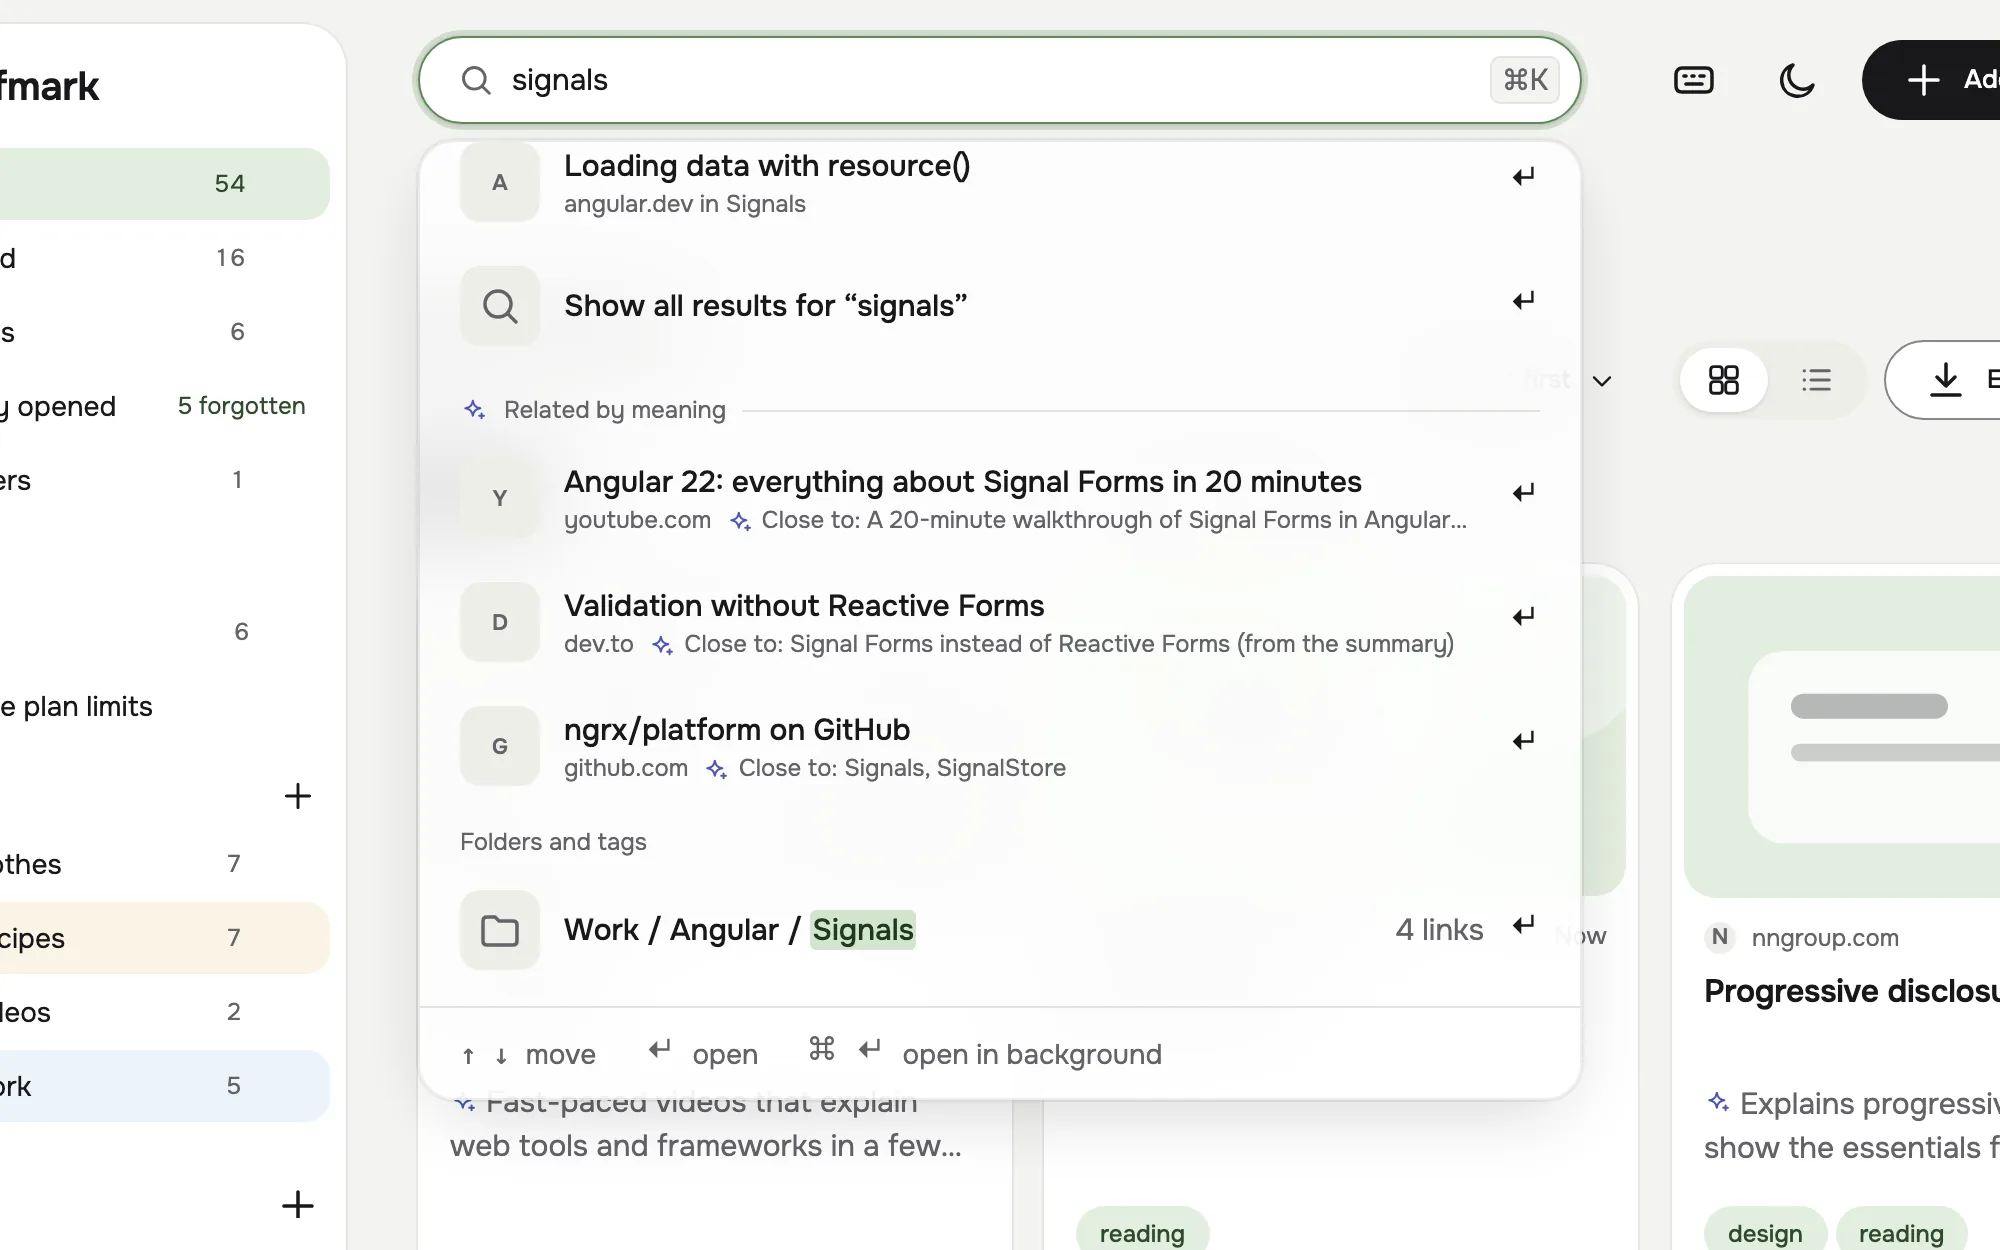 fmark
54
d
16
s
6
y opened
5 forgotten
ers
1
6
e plan limits
othes
7
cipes
7
leos
2
ork
5
signals
⌘K
Add
A
Loading data with resource()
angular.dev in Signals
Show all results for “signals”
first
Related by meaning
Y
Angular 22: everything about Signal Forms in 20 minutes
youtube.com Close to: A 20-minute walkthrough of Signal Forms in Angular...
D
Validation without Reactive Forms
dev.to Close to: Signal Forms instead of Reactive Forms (from the summary)
G
ngrx/platform on GitHub
github.com Close to: Signals, SignalStore
Folders and tags
Work / Angular / Signals
4 links
↑ ↓ move ↵ open ⌘ ↵ open in background
Now
Fast-paced videos that explain
web tools and frameworks in a few...
reading
E
N nngroup.com
Progressive disclosu
Explains progressiv
show the essentials f
design
reading